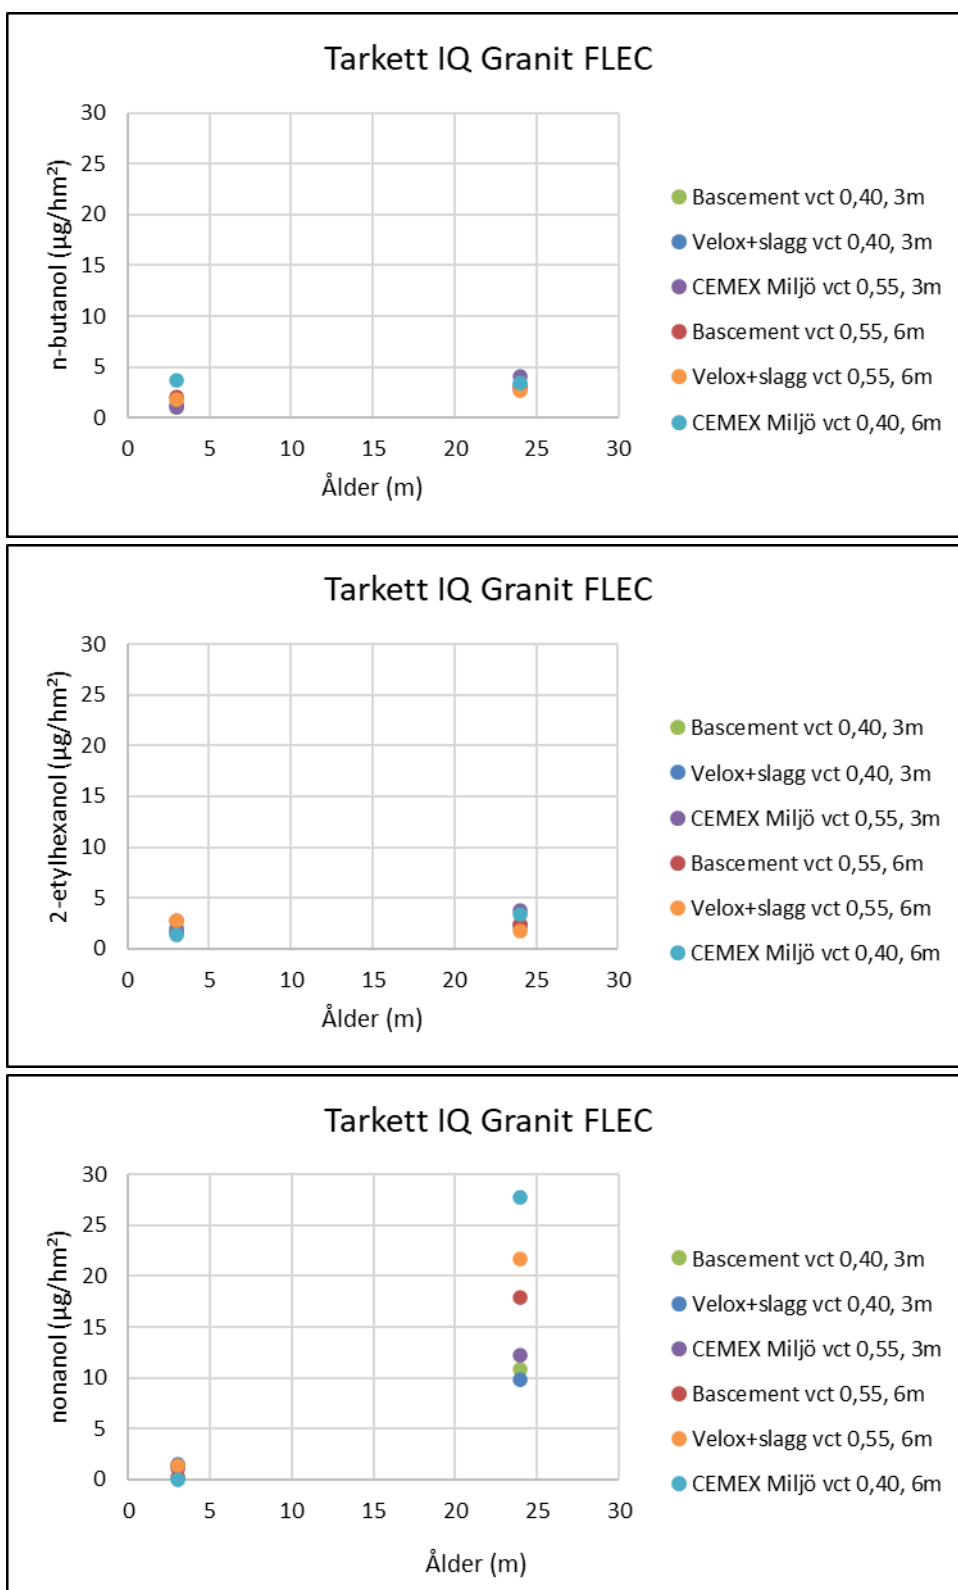 Tarkett IQ Granit FLEC
n-butanol (µg/hm²)
30
25
20
15
10
5
0
0 5 10 15 20 25 30
Ålder (m)
Bascement vct 0,40, 3m
Velox+slagg vct 0,40, 3m
CEMEX Miljö vct 0,55, 3m
Bascement vct 0,55, 6m
Velox+slagg vct 0,55, 6m
CEMEX Miljö vct 0,40, 6m
Tarkett IQ Granit FLEC
2-etylhexanol (µg/hm²)
30
25
20
15
10
5
0
0 5 10 15 20 25 30
Ålder (m)
Bascement vct 0,40, 3m
Velox+slagg vct 0,40, 3m
CEMEX Miljö vct 0,55, 3m
Bascement vct 0,55, 6m
Velox+slagg vct 0,55, 6m
CEMEX Miljö vct 0,40, 6m
Tarkett IQ Granit FLEC
nonanol (µg/hm²)
30
25
20
15
10
5
0
0 5 10 15 20 25 30
Ålder (m)
Bascement vct 0,40, 3m
Velox+slagg vct 0,40, 3m
CEMEX Miljö vct 0,55, 3m
Bascement vct 0,55, 6m
Velox+slagg vct 0,55, 6m
CEMEX Miljö vct 0,40, 6m